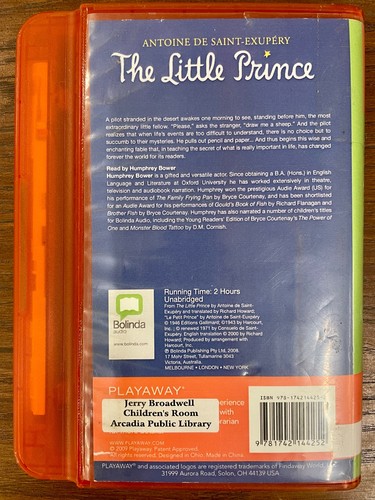 ANTOINE DE SAINT-EXUPÉRY
The Little Prince
A pilot stranded in the desert awakes one morning to see, standing before him, the most
extraordinary little fellow. "Please," asks the stranger, "draw me a sheep." And the pilot
realizes that when life's events are too difficult to understand, there is no choice but to
succumb to their mysteries. He pulls out pencil and paper... And thus begins this wise and
enchanting fable that, in teaching the secret of what is really important in life, has changed
forever the world for its readers.
Read by Humphrey Bower
Humphrey Bower is a gifted and versatile actor. Since obtaining a B.A. (Hons.) in English
Language and Literature at Oxford University he has worked extensively in theatre,
television and audiobook narration. Humphrey won the prestigious Audio Award (US) for
his performance of The Family Frying Pan by Bryce Courtenay, and has been shortlisted
for an Audie Award for his performances of Gould's Book of Fish by Richard Flanagan and
Brother Fish by Bryce Courtenay. Humphrey has also narrated a number of children's titles
for Bolinda Audio, including the Young Readers' Edition of Bryce Courtenay's The Power of
One and Monster Blood Tattoo by D.M. Cornish.
Running Time: 2 Hours
Unabridged
From The Little Prince by Antoine de Saint-
Exupéry and translated by Richard Howard;
"Le Petit Prince" by Antoine de Saint-Exupéry
© 1946 Editions Gallimard; © 1943 by Harcourt,
Inc.; © renewed 1971 by Consuelo de Saint-
Exupéry. English translation © 2000 by Richard
Howard; Produced by arrangement with
Harcourt, Inc.
℗ Bolinda Publishing Pty Ltd, 2008.
17 Mohr Street, Tullamarine 3043
Victoria, Australia.
MELBOURNE • LONDON • NEW YORK
Bolinda
audio
www.bolinda.com
PLAYAWAY
Jerry Broadwell
Children's Room
Arcadia Public Library
erience
with
rarian
WWW.PLAYAWAY.COM
© 2009 Playaway. Patent Approved.
All rights reserved. Designed in Ohio. Made in China.
ISBN 978-174214425
9 781742 144252
PLAYAWAY® and associated logos are registered trademarks of Findaway World, LLC
31999 Aurora Road, Solon, OH 44139 USA